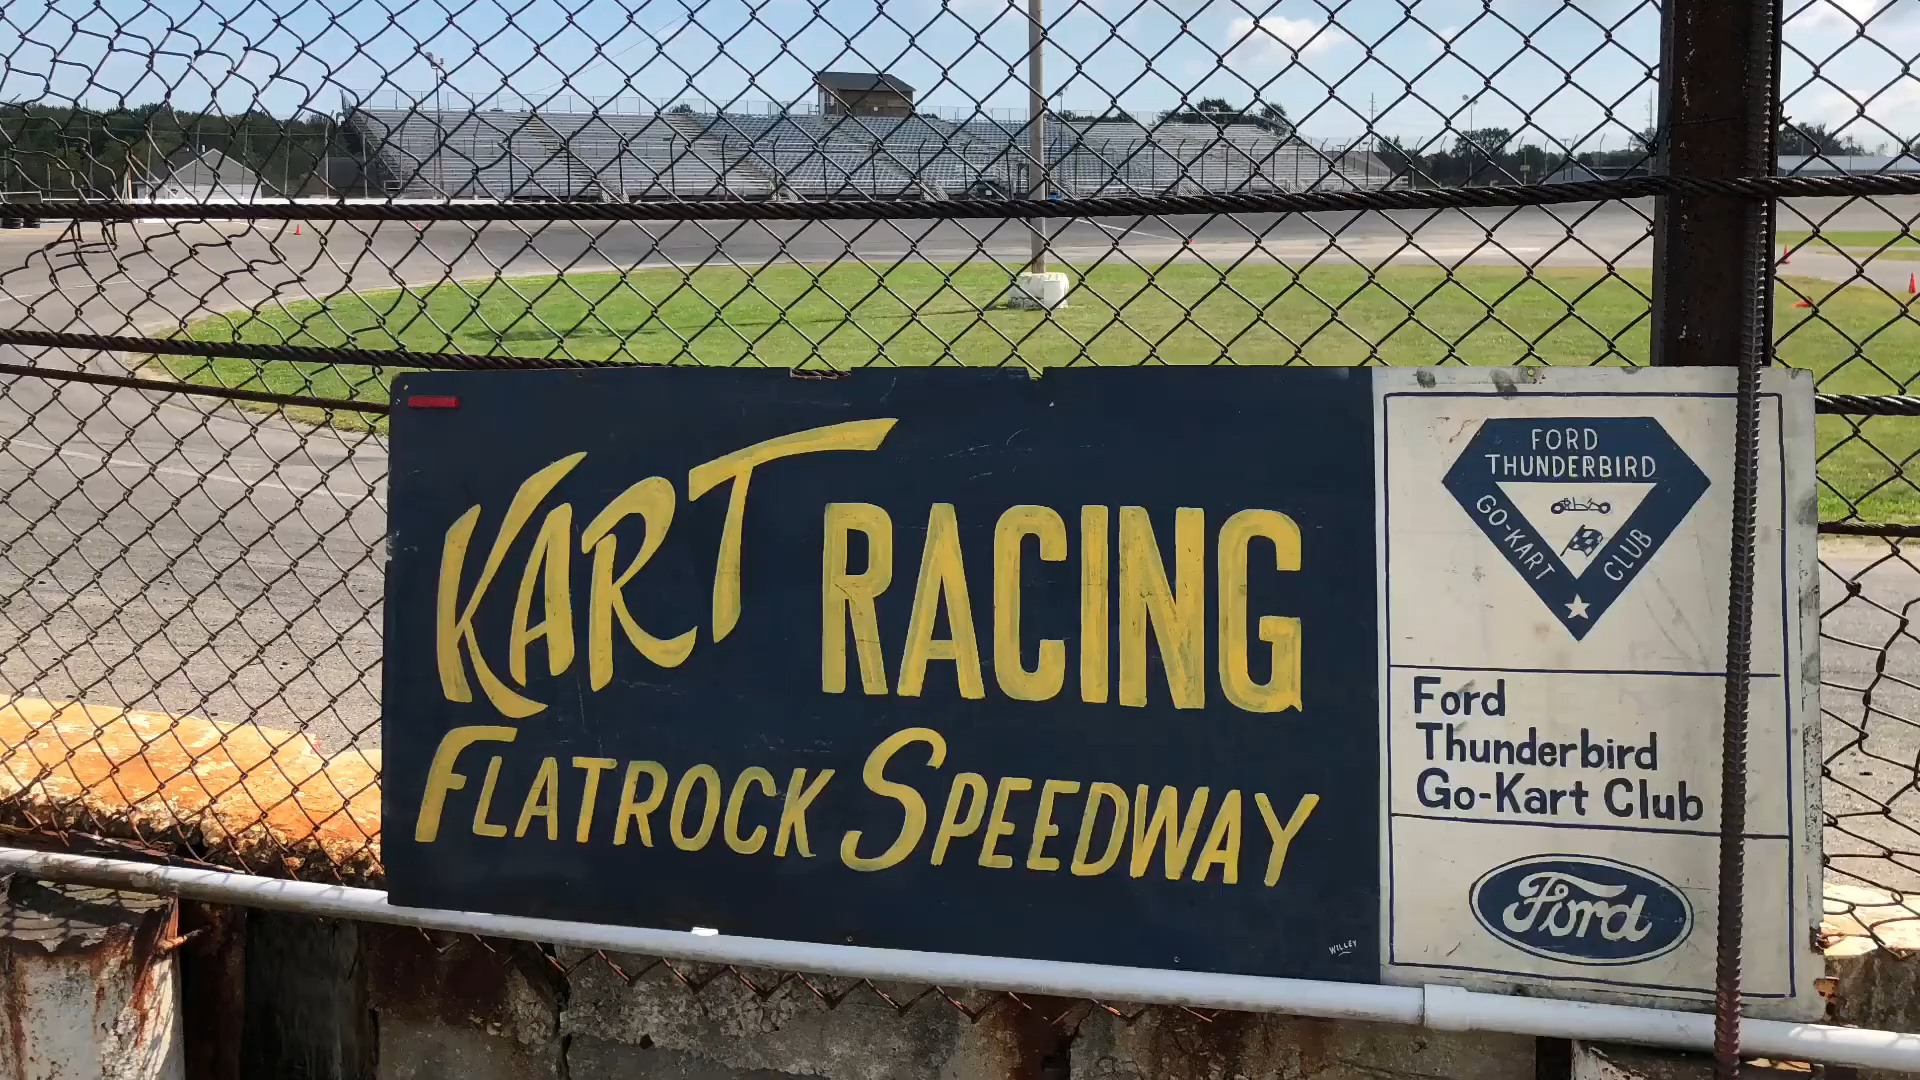 KART RACING
FLATROCK SPEEDWAY
WILLEY
FORD
THUNDERBIRD
GO-KART CLUB
Ford
Thunderbird
Go-Kart Club
Ford